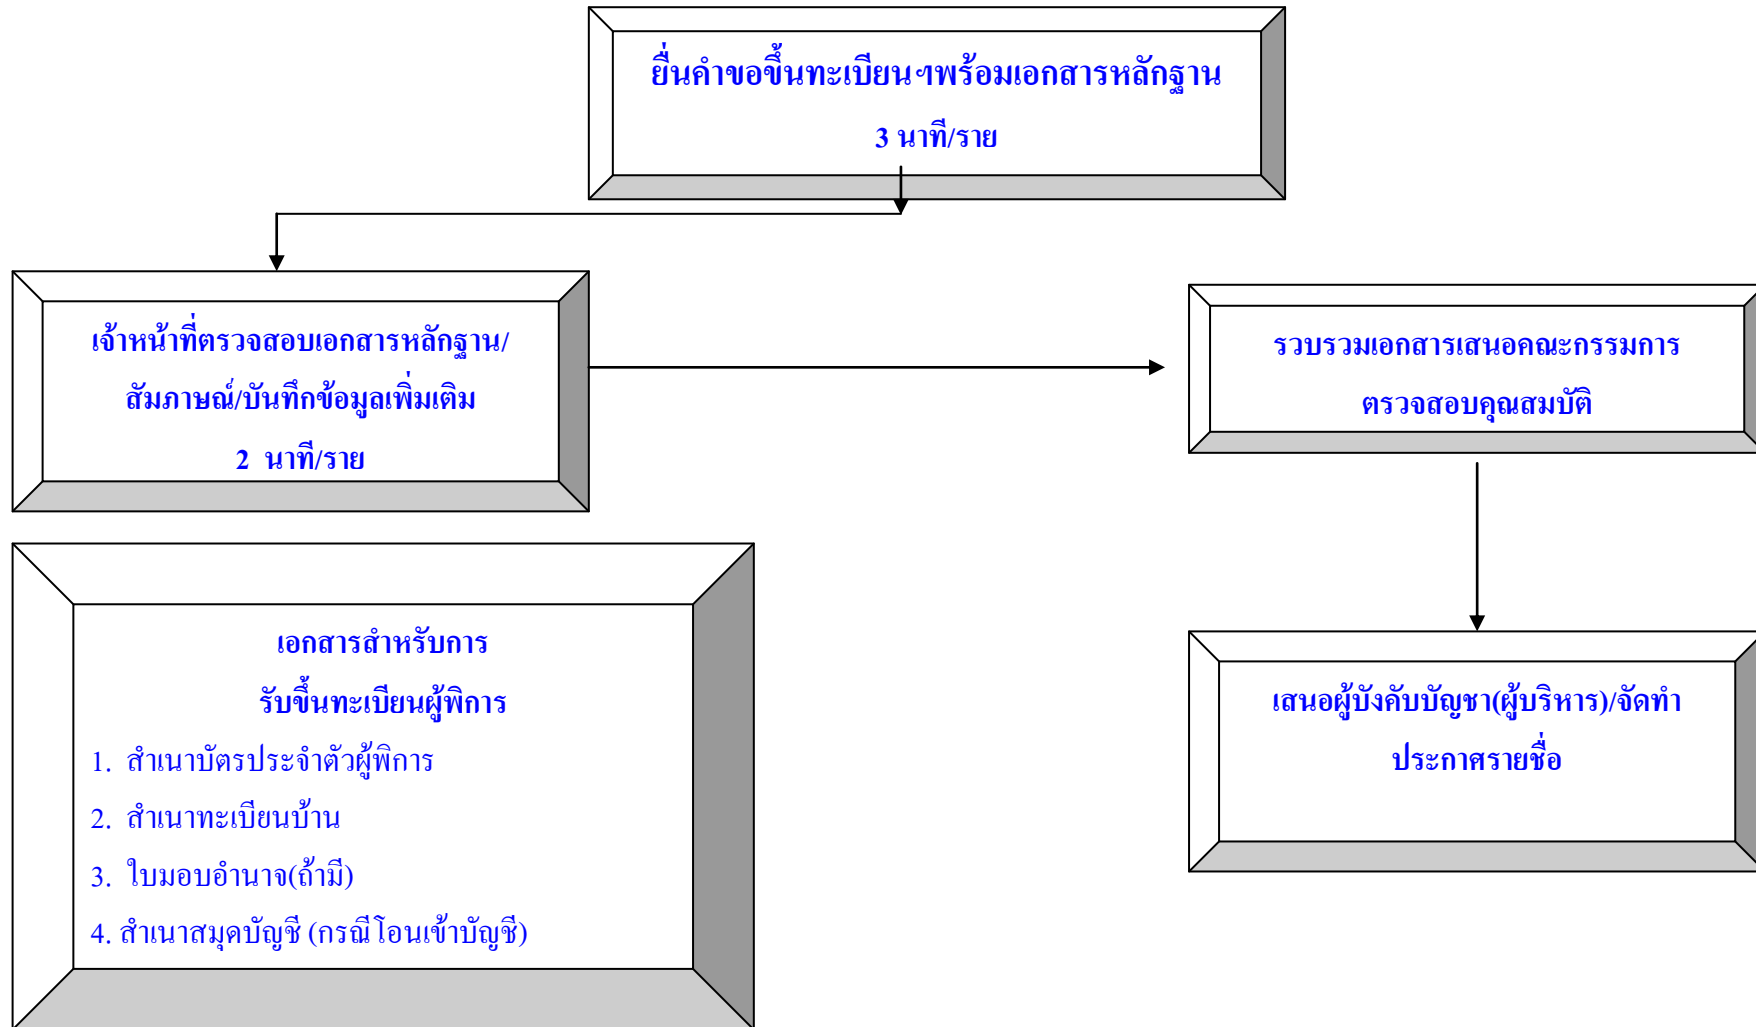 ยื่นคำขอขึ้นทะเบียนฯพร้อมเอกสารหลักฐาน
3 นาที/ราย
เจ้าหน้าที่ตรวจสอบเอกสารหลักฐาน/
สัมภาษณ์/บันทึกข้อมูลเพิ่มเติม
2 นาที/ราย
รวบรวมเอกสารเสนอคณะกรรมการ
ตรวจสอบคุณสมบัติ
เอกสารสำหรับการ
รับขึ้นทะเบียนผู้พิการ
1. สำเนาบัตรประจำตัวผู้พิการ
2. สำเนาทะเบียนบ้าน
3. ใบมอบอำนาจ(ถ้ามี)
4. สำเนาสมุดบัญชี (กรณีโอนเข้าบัญชี)
เสนอผู้บังคับบัญชา(ผู้บริหาร)/จัดทำ
ประกาศรายชื่อ